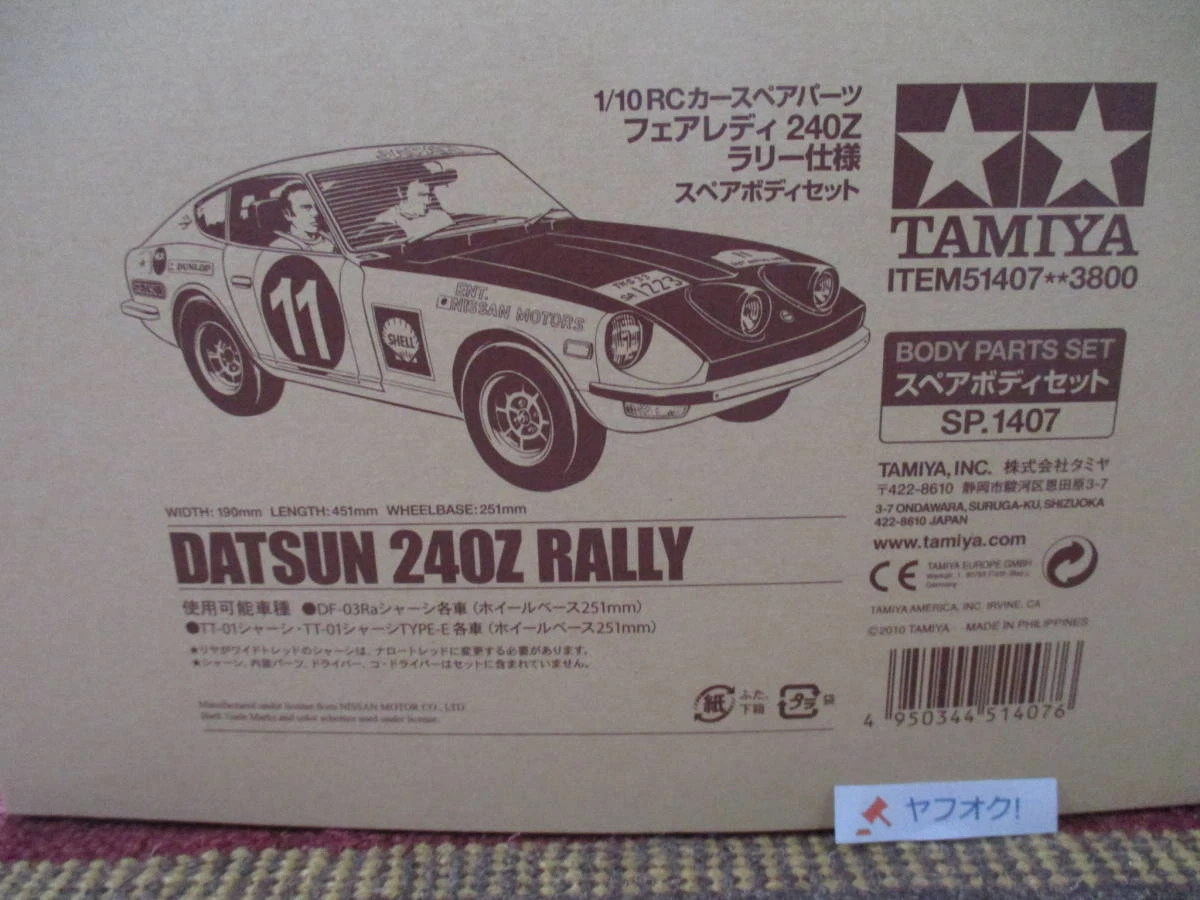 1/10 RCカースペアパーツ
フェアレディ 240Z
ラリー仕様
スペアボディセット
TAMIYA
ITEM51407**3800
BODY PARTS SET
スペアボディセット
SP.1407
TAMIYA, INC. 株式会社タミヤ
〒422-8610 静岡市駿河区恩田原3-7
3-7 ONDAWARA, SURUGA-KU, SHIZUOKA
422-8610 JAPAN
www.tamiya.com
CE TAMIYA EUROPE GMBH
Germany
TAMIYA AMERICA, INC. IRVINE, CA
©2010 TAMIYA MADE IN PHILIPPINES
4 950344 514076
DUNLOP
11
ENT.
NISSAN MOTORS
SHELL
1223
11
WIDTH: 190mm LENGTH: 451mm WHEELBASE: 251mm
DATSUN 240Z RALLY
使用可能車種 ●DF-03Raシャーシ各車（ホイールベース251mm）
●TT-01シャーシ・TT-01シャーシTYPE-E各車（ホイールベース251mm）
★リヤがワイドトレッドのシャーシは、ナロートレッドに変更する必要があります。
★シャーシ、内装パーツ、ドライバー、コ・ドライバーはセットに含まれていません。
Manufactured under license from NISSAN MOTOR CO., LTD.
Shell Trade Marks and color schemes used under license.
紙 ふた、下箱
プラ 袋
ヤフオク!